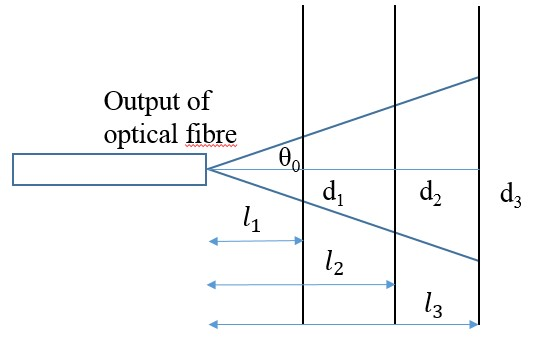 Output of
optical fibre
θ0
d1
d2
d3
l1
l2
l3